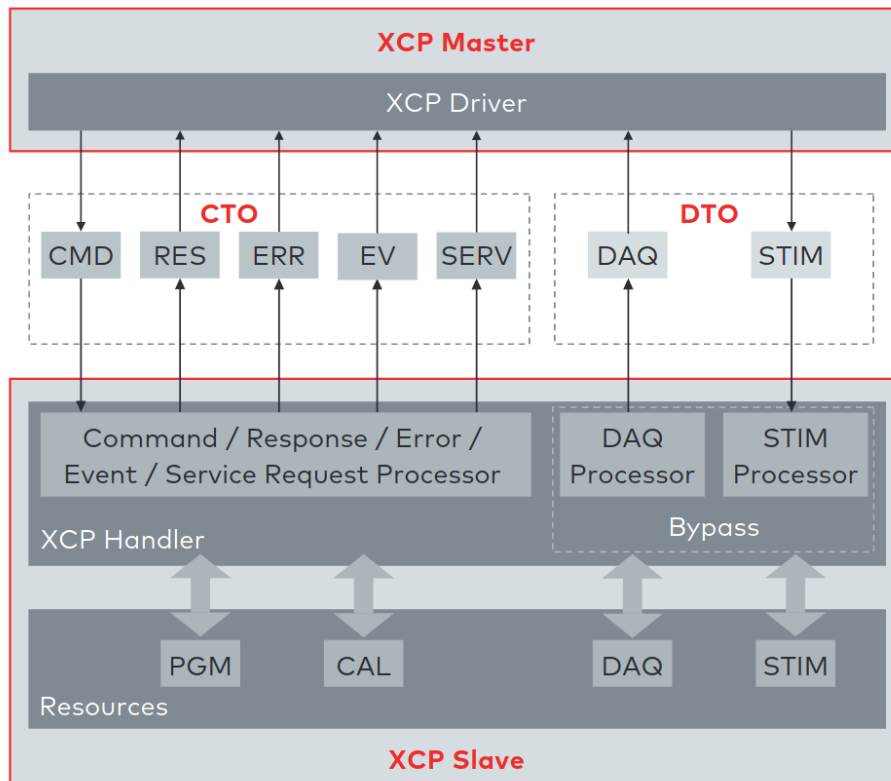 XCP Master
XCP Driver
CTO
DTO
CMD
RES
ERR
EV
SERV
DAQ
STIM
Command / Response / Error /
Event / Service Request Processor
DAQ
Processor
STIM
Processor
Bypass
XCP Handler
PGM
CAL
DAQ
STIM
Resources
XCP Slave